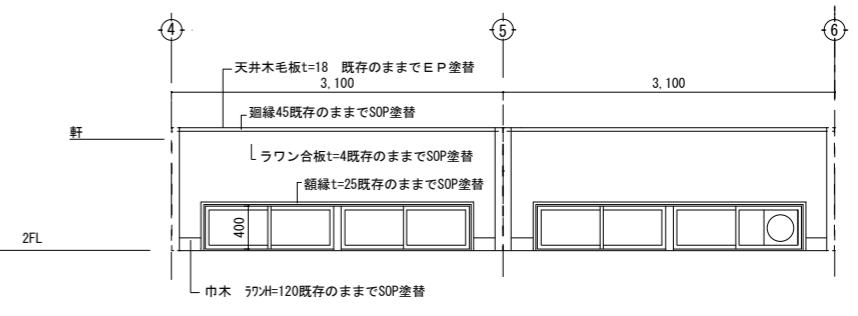 4
5
6
天井木毛板t=18　既存のままでＥＰ塗替
3,100
3,100
廻縁45既存のままでSOP塗替
軒
ラワン合板t=4既存のままでSOP塗替
額縁t=25既存のままでSOP塗替
400
2FL
巾木　ﾗﾜﾝH=120既存のままでSOP塗替